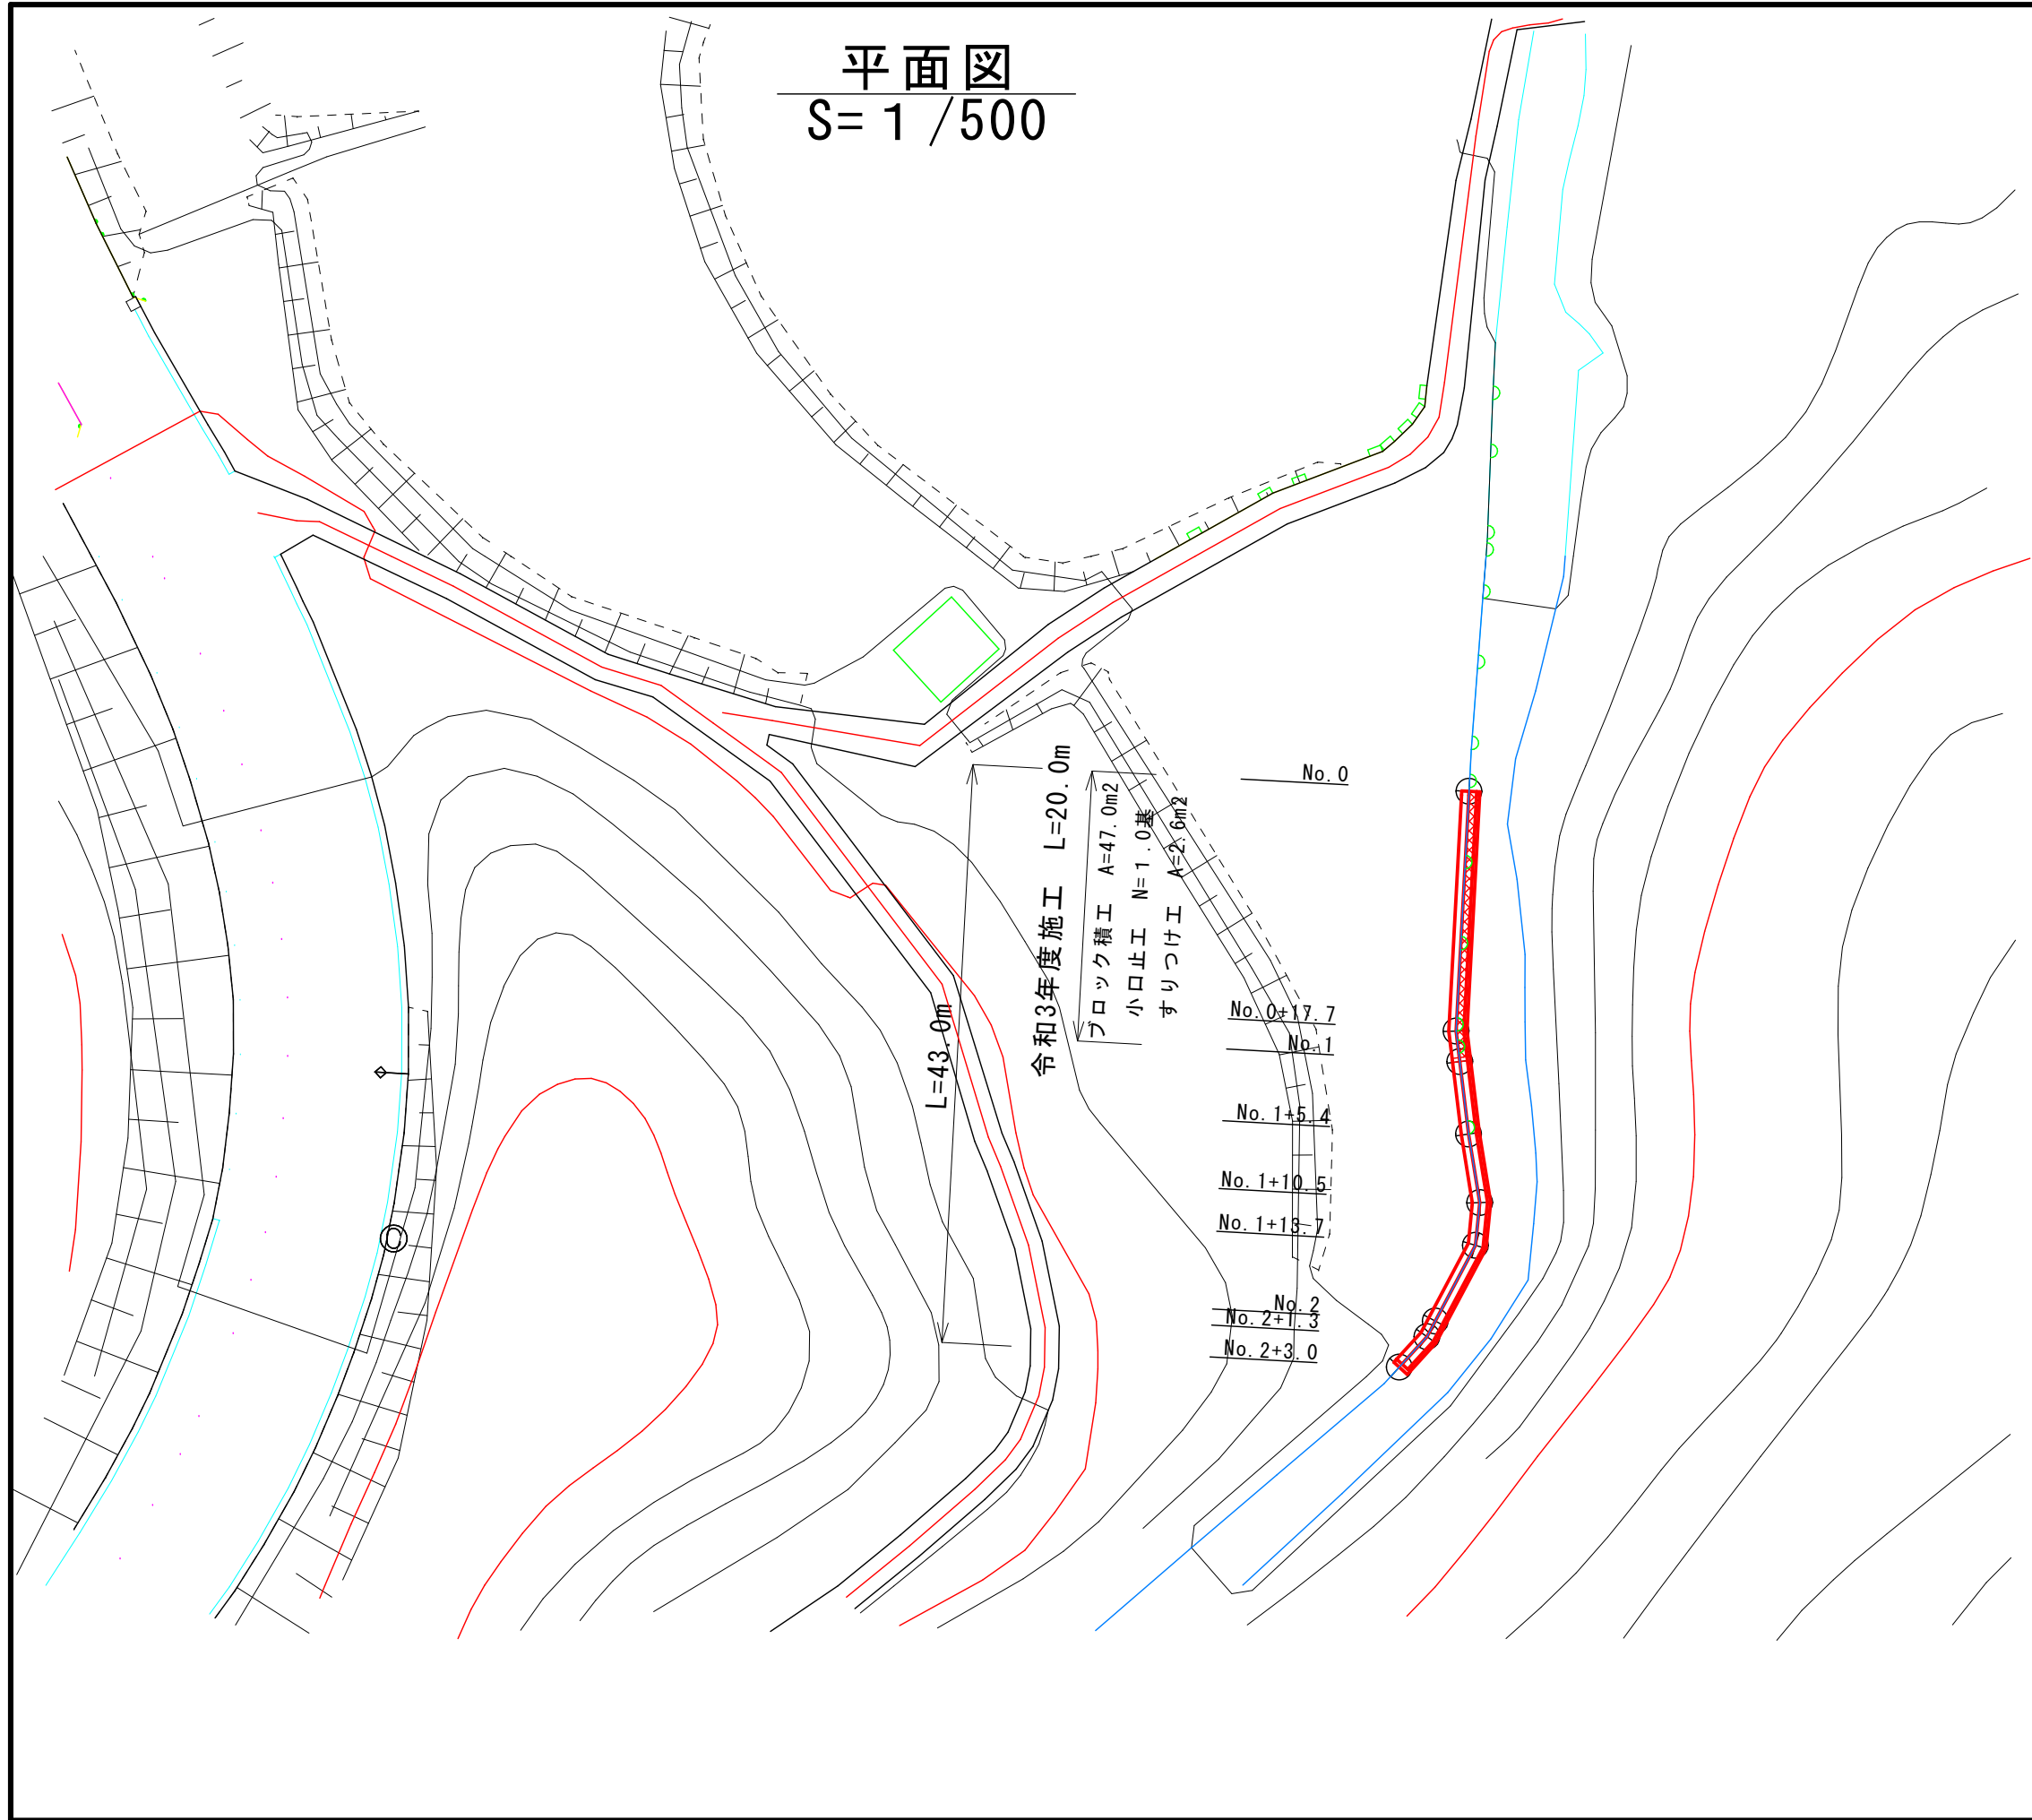 平面図
S=1/500
L=43.0m
令和3年度施工 L=20.0m
ブロック積工 A=47.0m2
小口止工 N=1.0基
すりつけ工 A=2.6m2
No.0
No.0+17.7
No.1
No.1+5.4
No.1+10.5
No.1+13.7
No.2
No.2+1.3
No.2+3.0